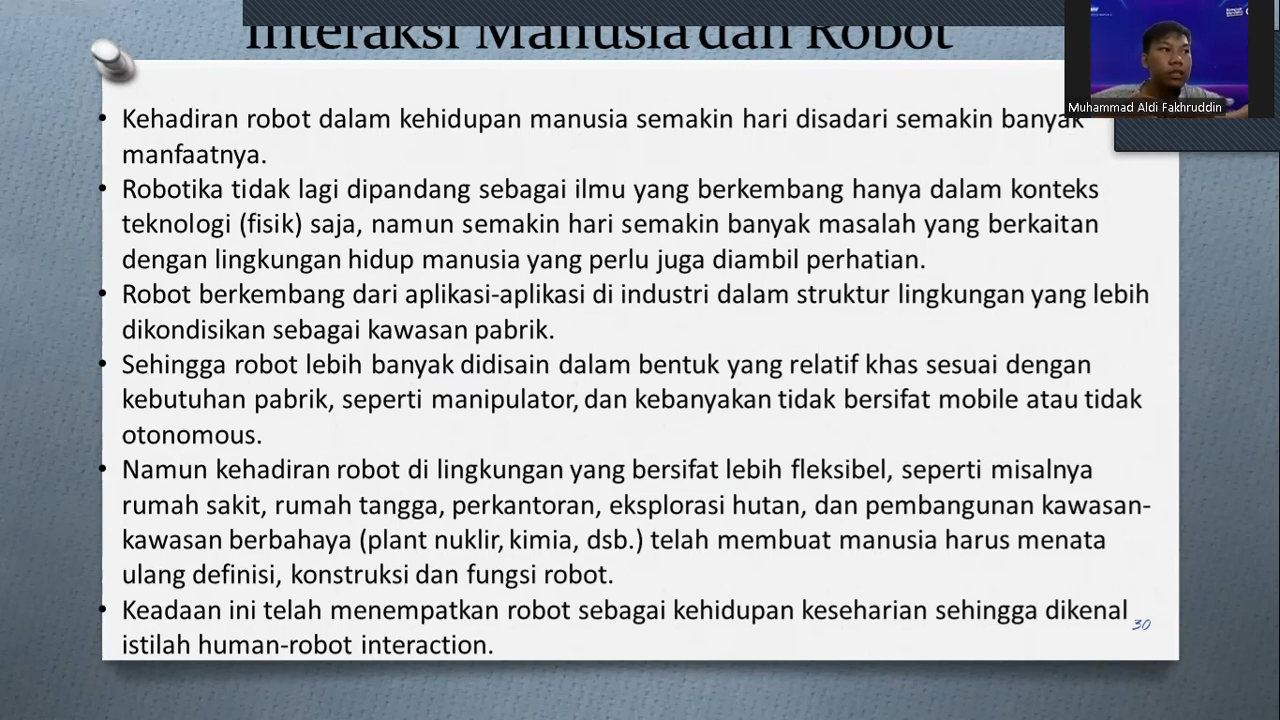 Interaksi Manusia dan Robot
Muhammad Aldi Fakhruddin
• Kehadiran robot dalam kehidupan manusia semakin hari disadari semakin banyak
manfaatnya.
• Robotika tidak lagi dipandang sebagai ilmu yang berkembang hanya dalam konteks
teknologi (fisik) saja, namun semakin hari semakin banyak masalah yang berkaitan
dengan lingkungan hidup manusia yang perlu juga diambil perhatian.
• Robot berkembang dari aplikasi-aplikasi di industri dalam struktur lingkungan yang lebih
dikondisikan sebagai kawasan pabrik.
• Sehingga robot lebih banyak didisain dalam bentuk yang relatif khas sesuai dengan
kebutuhan pabrik, seperti manipulator, dan kebanyakan tidak bersifat mobile atau tidak
otonomous.
• Namun kehadiran robot di lingkungan yang bersifat lebih fleksibel, seperti misalnya
rumah sakit, rumah tangga, perkantoran, eksplorasi hutan, dan pembangunan kawasan-
kawasan berbahaya (plant nuklir, kimia, dsb.) telah membuat manusia harus menata
ulang definisi, konstruksi dan fungsi robot.
• Keadaan ini telah menempatkan robot sebagai kehidupan keseharian sehingga dikenal
istilah human-robot interaction.
30